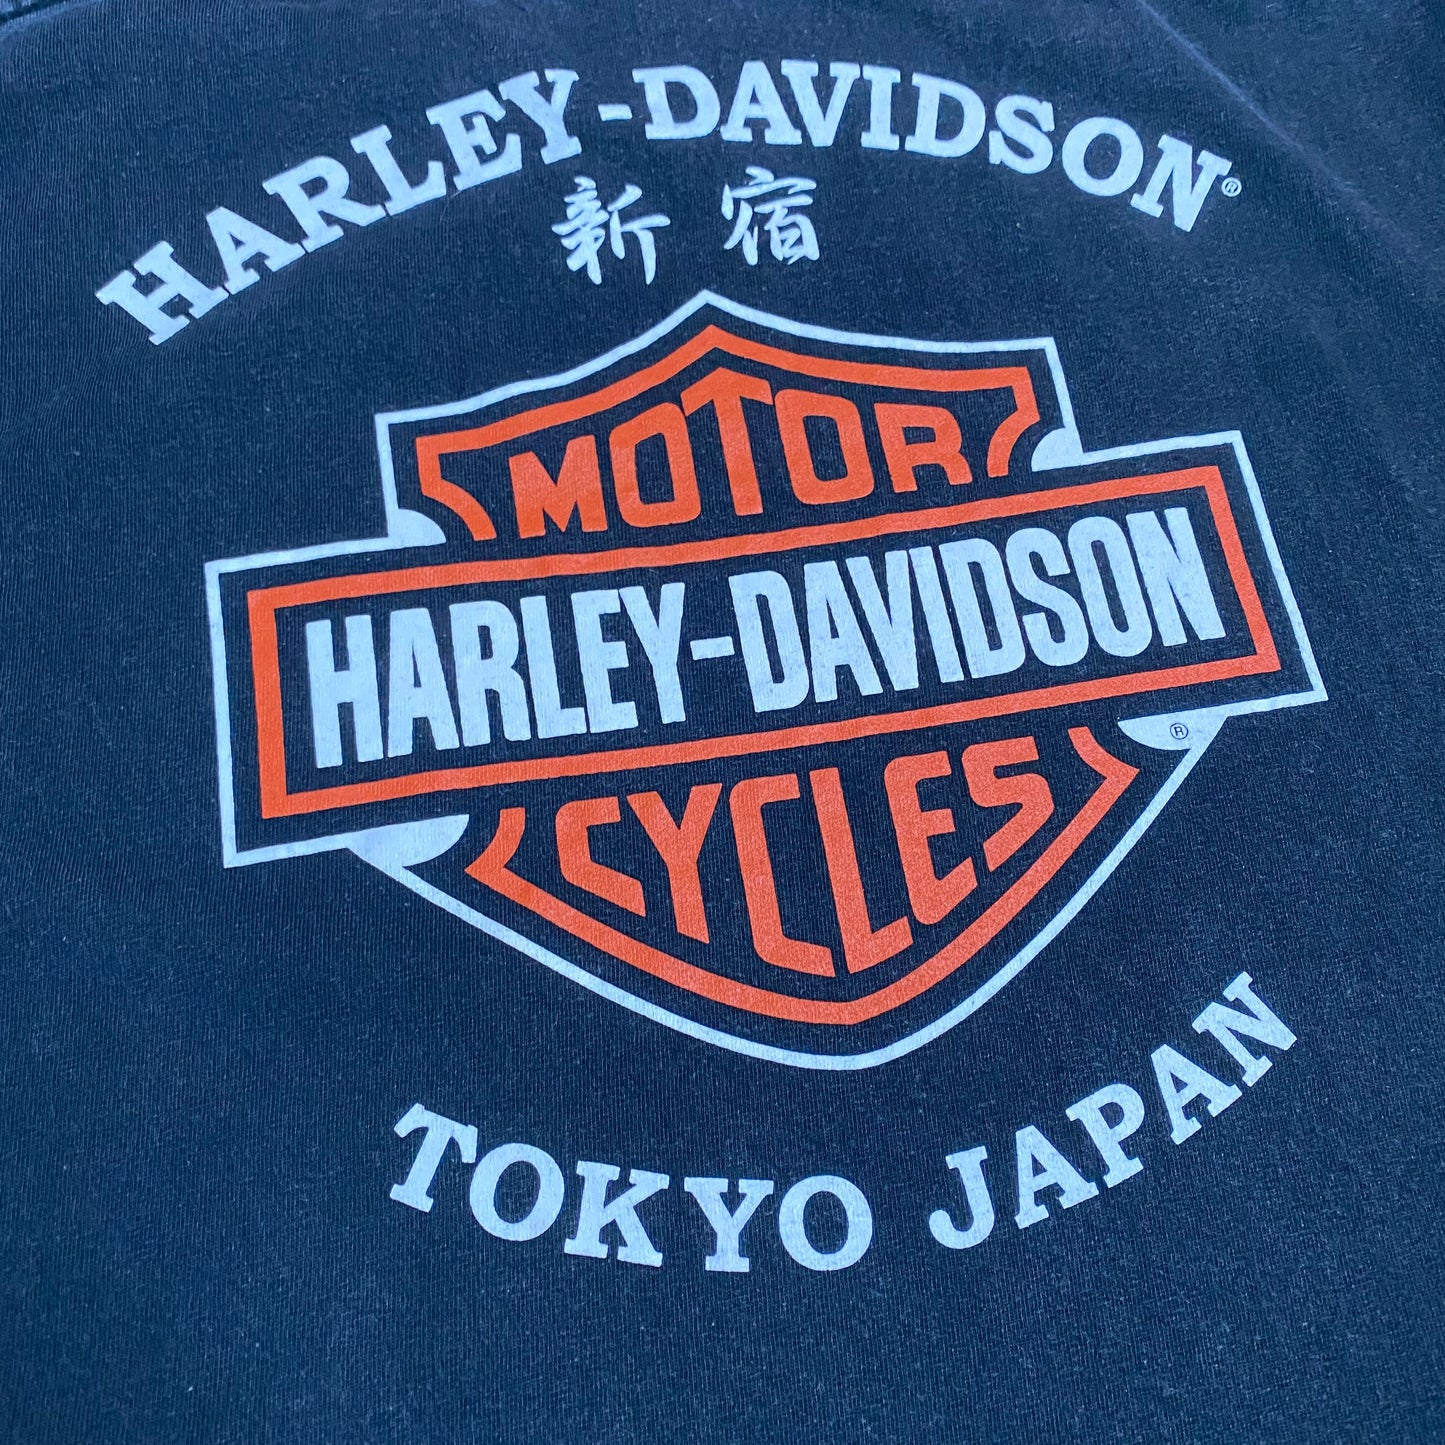 HARLEY-DAVIDSON®
新宿
MOTOR
HARLEY-DAVIDSON
®
CYCLES
TOKYO JAPAN